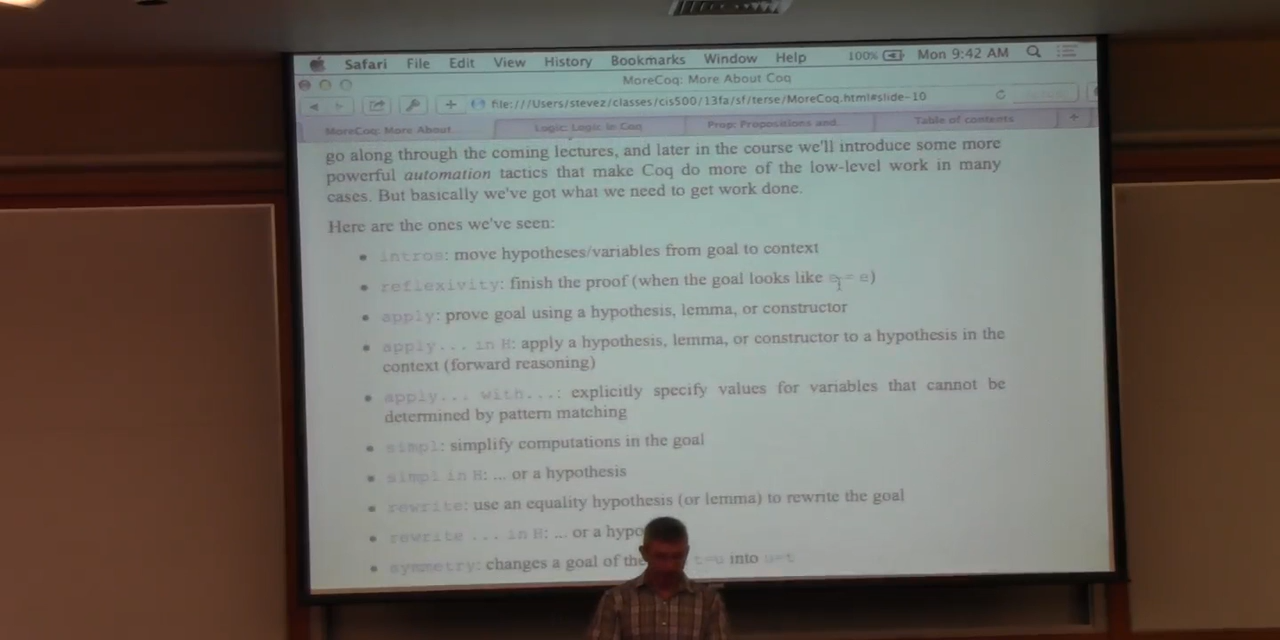 Safari File Edit View History Bookmarks Window Help 100% Mon 9:42 AM
MoreCoq: More About Coq
file:///Users/stevez/classes/cis500/13fa/sf/terse/MoreCoq.html#slide-10
MoreCoq: More About Logic: Logic in Coq Prop: Propositions and... Table of contents
go along through the coming lectures, and later in the course we'll introduce some more
powerful automation tactics that make Coq do more of the low-level work in many
cases. But basically we've got what we need to get work done.
Here are the ones we've seen:
intros: move hypotheses/variables from goal to context
reflexivity: finish the proof (when the goal looks like e = e)
apply: prove goal using a hypothesis, lemma, or constructor
apply... in H: apply a hypothesis, lemma, or constructor to a hypothesis in the
context (forward reasoning)
apply... with...: explicitly specify values for variables that cannot be
determined by pattern matching
simpl: simplify computations in the goal
simpl in H: ... or a hypothesis
rewrite: use an equality hypothesis (or lemma) to rewrite the goal
rewrite ... in H: ... or a hypo
symmetry: changes a goal of the t=u into u=t